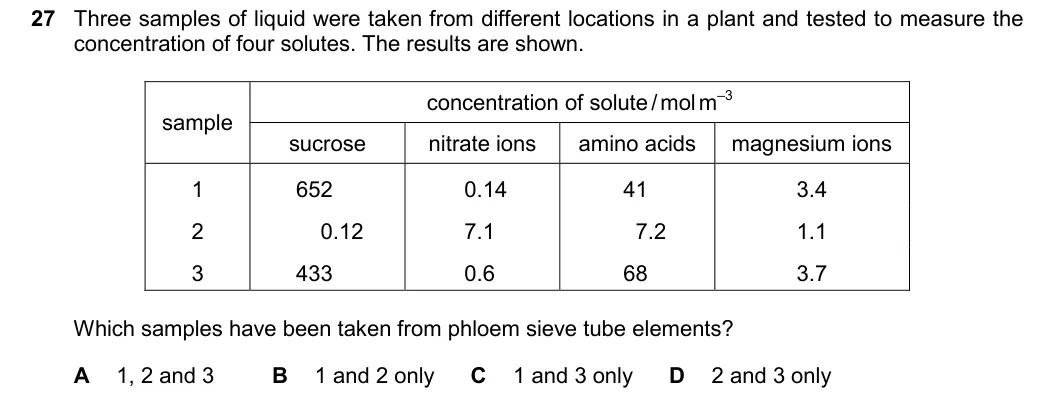 27 Three samples of liquid were taken from different locations in a plant and tested to measure the
concentration of four solutes. The results are shown.
sample
concentration of solute / mol m⁻³
sucrose nitrate ions amino acids magnesium ions
1 652 0.14 41 3.4
2 0.12 7.1 7.2 1.1
3 433 0.6 68 3.7
Which samples have been taken from phloem sieve tube elements?
A 1, 2 and 3 B 1 and 2 only C 1 and 3 only D 2 and 3 only